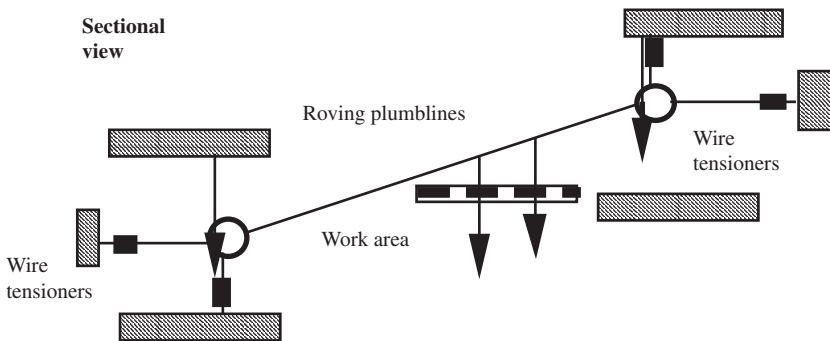 Sectional
view
Roving plumblines
Wire
tensioners
Work area
Wire
tensioners